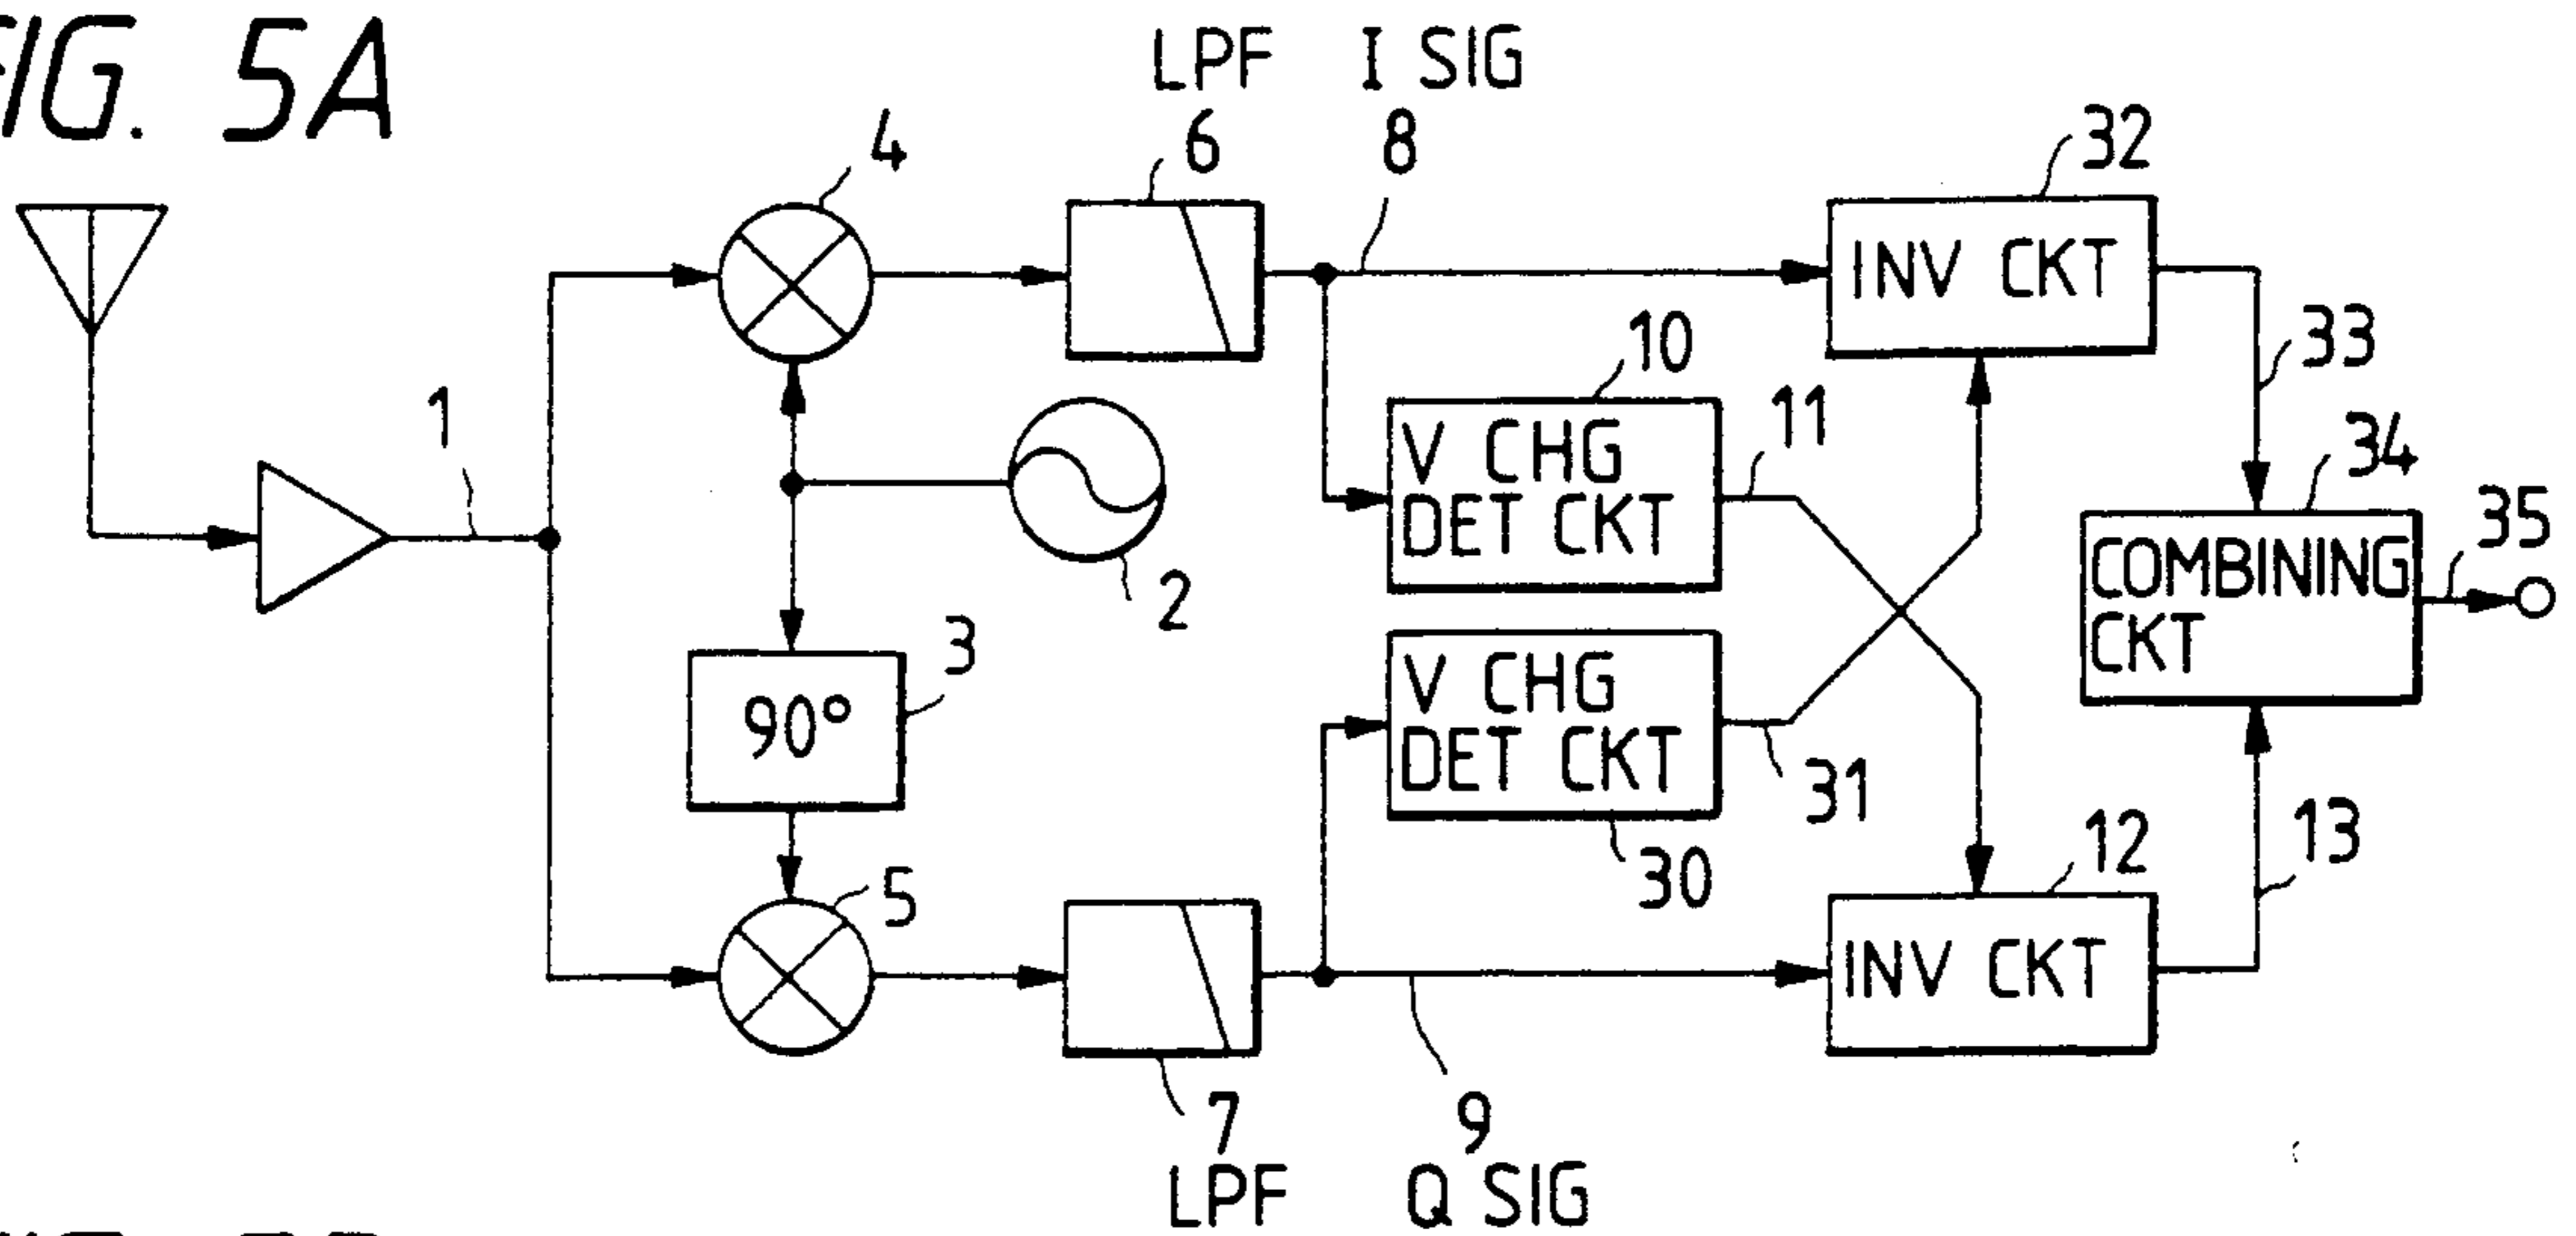 FIG. 5A
LPF I SIG
4
6
8
32
INV CKT
33
1
10
11
V CHG
DET CKT
34
35
COMBINING
CKT
2
3
90°
V CHG
DET CKT
31
30
12
13
5
INV CKT
7
9
LPF Q SIG